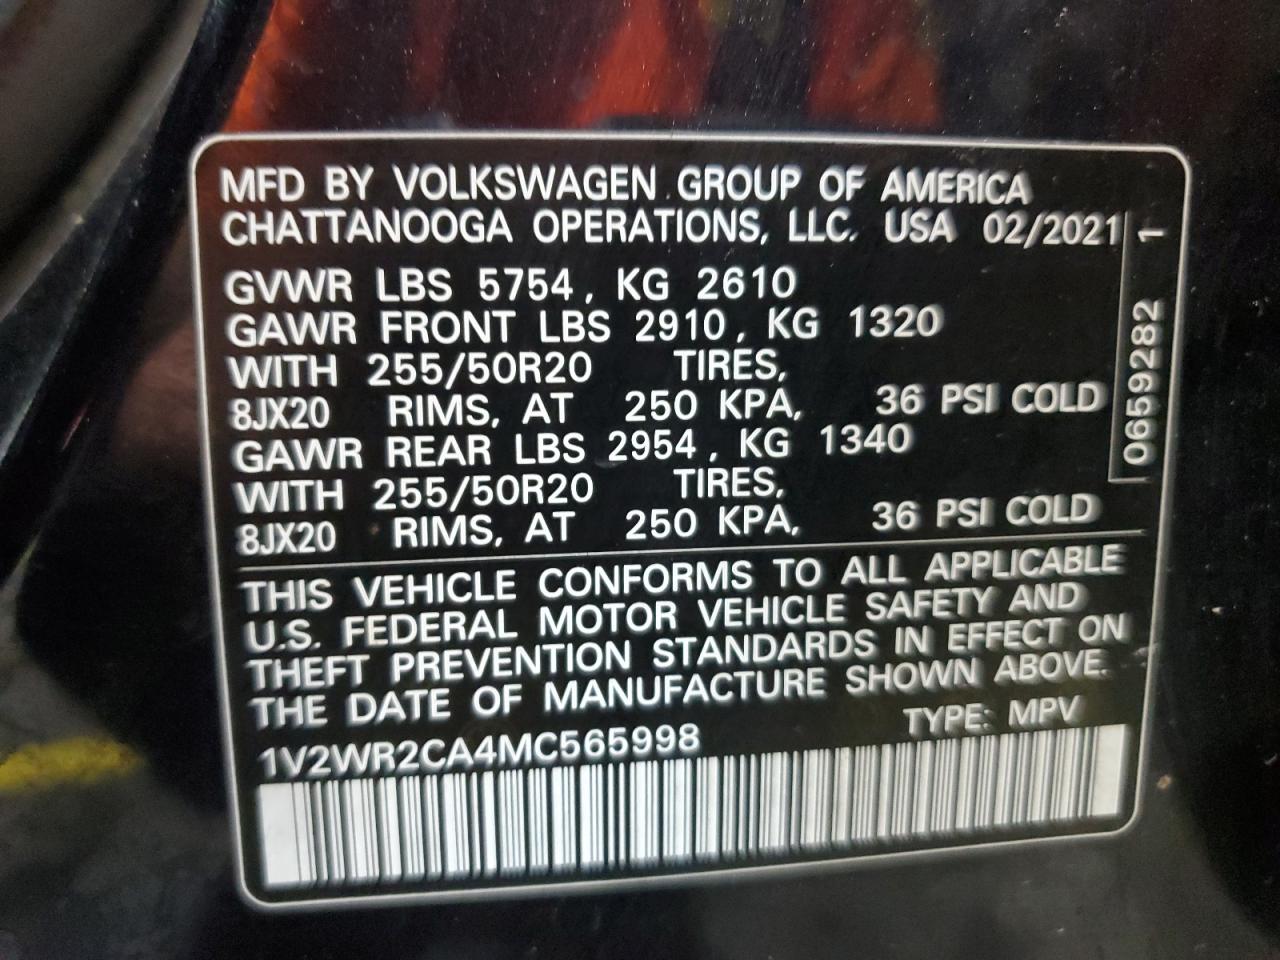 MFD BY VOLKSWAGEN GROUP OF AMERICA
CHATTANOOGA OPERATIONS, LLC. USA 02/2021
GVWR LBS 5754, KG 2610
GAWR FRONT LBS 2910, KG 1320
WITH 255/50R20 TIRES,
8JX20 RIMS, AT 250 KPA, 36 PSI COLD
GAWR REAR LBS 2954, KG 1340
WITH 255/50R20 TIRES,
8JX20 RIMS, AT 250 KPA, 36 PSI COLD
0659282 1
THIS VEHICLE CONFORMS TO ALL APPLICABLE
U.S. FEDERAL MOTOR VEHICLE SAFETY AND
THEFT PREVENTION STANDARDS IN EFFECT ON
THE DATE OF MANUFACTURE SHOWN ABOVE.
1V2WR2CA4MC565998 TYPE: MPV